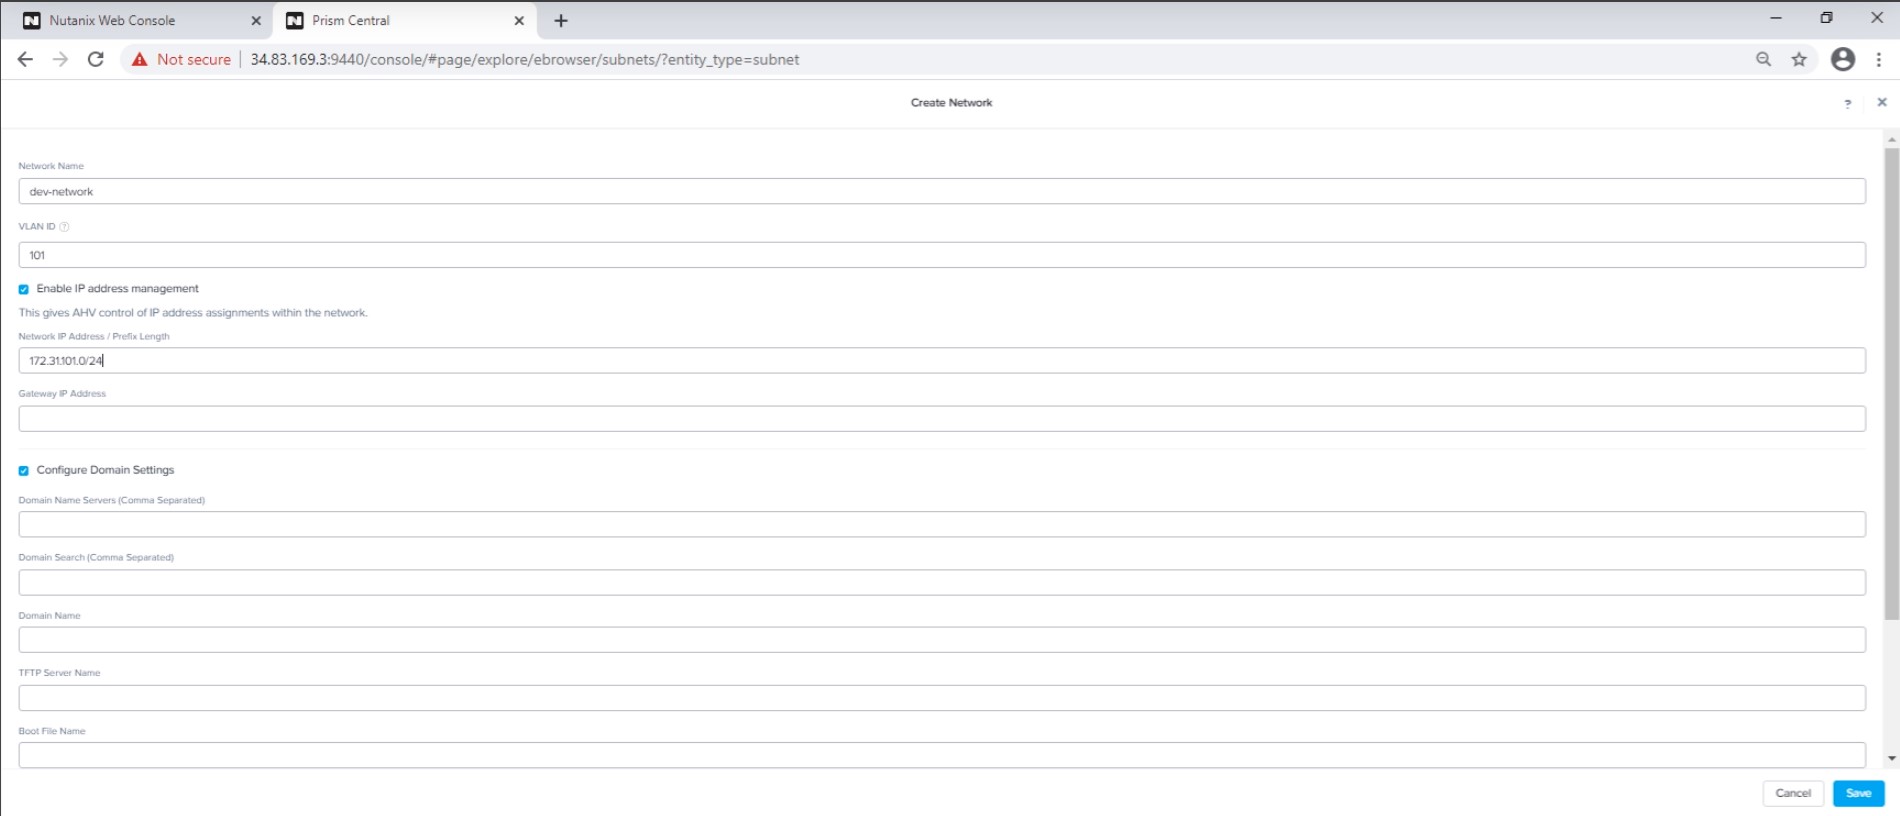 Nutanix Web Console
Prism Central
Not secure | 34.83.169.3:9440/console/#page/explore/ebrowser/subnets/?entity_type=subnet
Create Network
?
Network Name
dev-network
VLAN ID ?
101
Enable IP address management
This gives AHV control of IP address assignments within the network.
Network IP Address / Prefix Length
172.31.101.0/24
Gateway IP Address
Configure Domain Settings
Domain Name Servers (Comma Separated)
Domain Search (Comma Separated)
Domain Name
TFTP Server Name
Boot File Name
Cancel Save